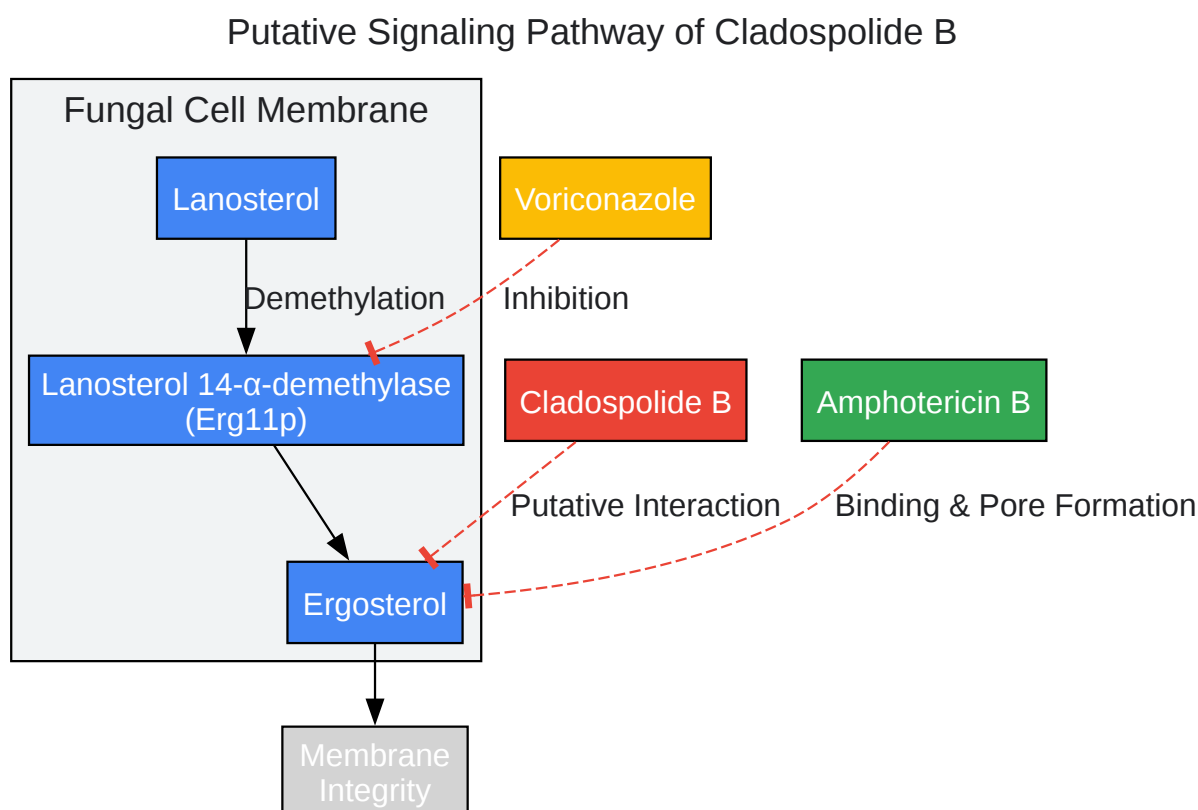 Putative Signaling Pathway of Cladospolide B
Fungal Cell Membrane
Lanosterol
Voriconazole
Demethylation
Inhibition
Lanosterol 14-α-demethylase
(Erg11p)
Cladospolide B
Amphotericin B
Putative Interaction
Binding & Pore Formation
Ergosterol
Membrane
Integrity